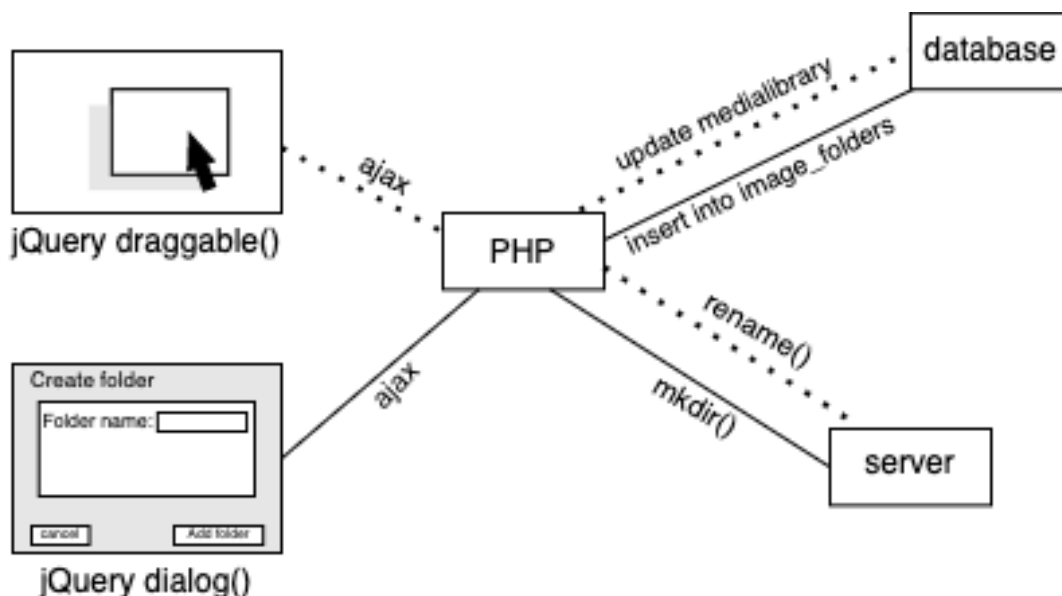 database
update medialibrary
ajax
insert into image_folders
jQuery draggable()
PHP
rename()
Create folder
ajax
mkdir()
Folder name:
server
cancel
Add folder
jQuery dialog()